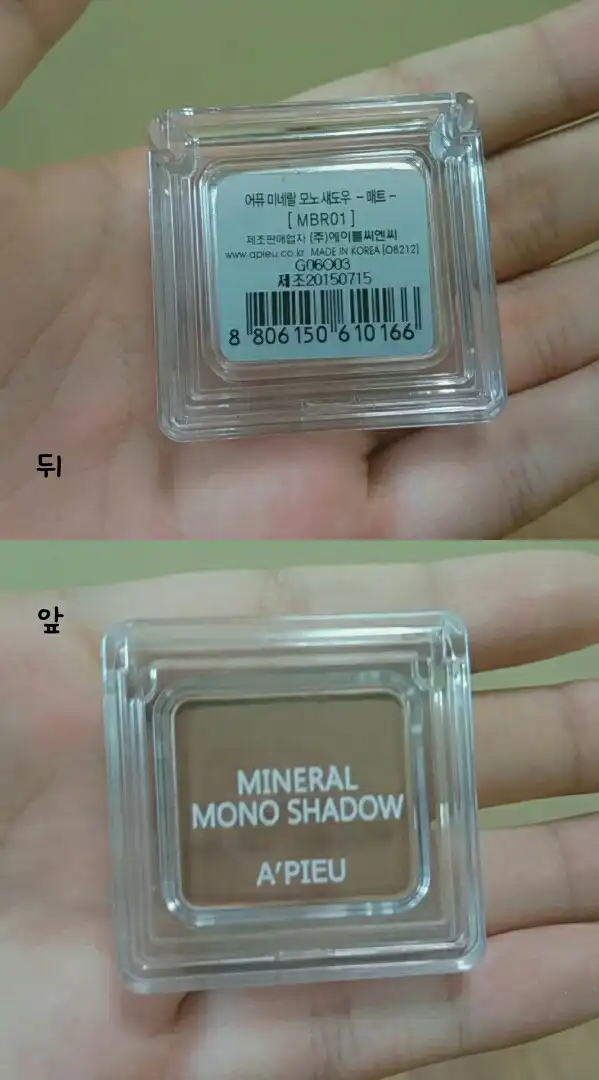 어퓨 미네랄 모노 섀도우 - 매트 -
[ MBR01 ]
제조판매업자 (주)에이블씨엔씨
www.apieu.co.kr MADE IN KOREA (08212)
G06O03
제조20150715
8 806150 610166
뒤
앞
MINERAL
MONO SHADOW
A'PIEU